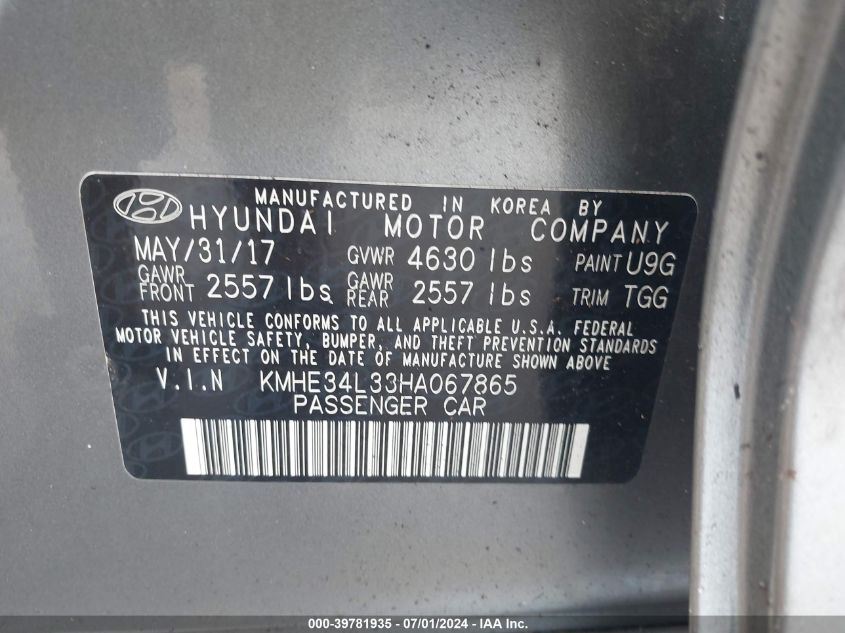 MANUFACTURED IN KOREA BY
HYUNDAI MOTOR COMPANY
MAY/31/17 GVWR 4630 lbs PAINT U9G
GAWR FRONT 2557 lbs GAWR REAR 2557 lbs TRIM TGG
THIS VEHICLE CONFORMS TO ALL APPLICABLE U.S.A. FEDERAL
MOTOR VEHICLE SAFETY, BUMPER, AND THEFT PREVENTION STANDARDS
IN EFFECT ON THE DATE OF MANUFACTURE SHOWN ABOVE
V.I.N KMHE34L33HA067865
PASSENGER CAR
000-39781935 - 07/01/2024 - IAA Inc.